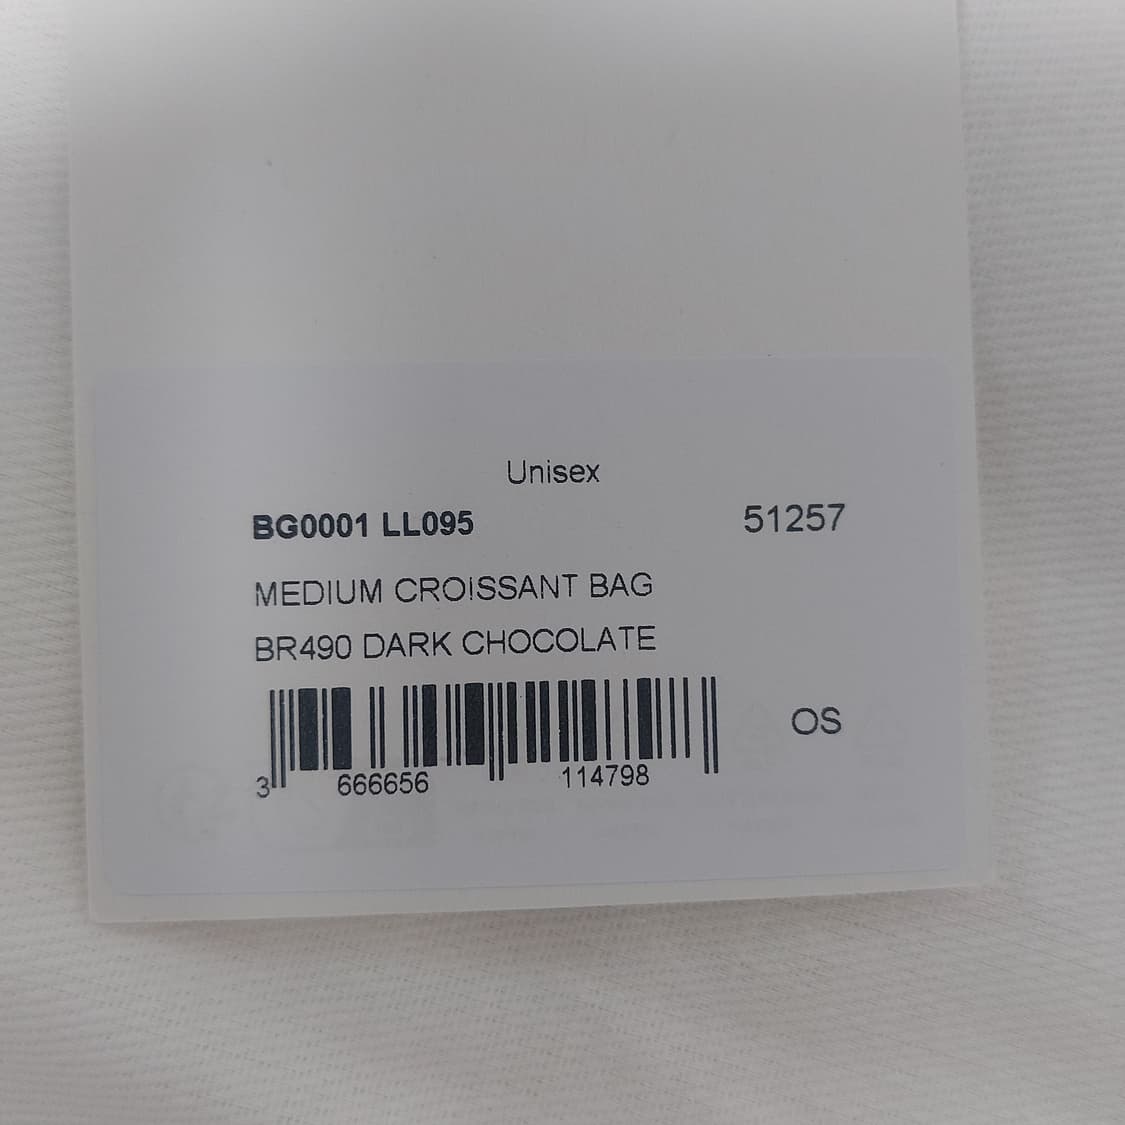 Unisex
BG0001 LL095 51257
MEDIUM CROISSANT BAG
BR490 DARK CHOCOLATE
OS
3 666656 114798